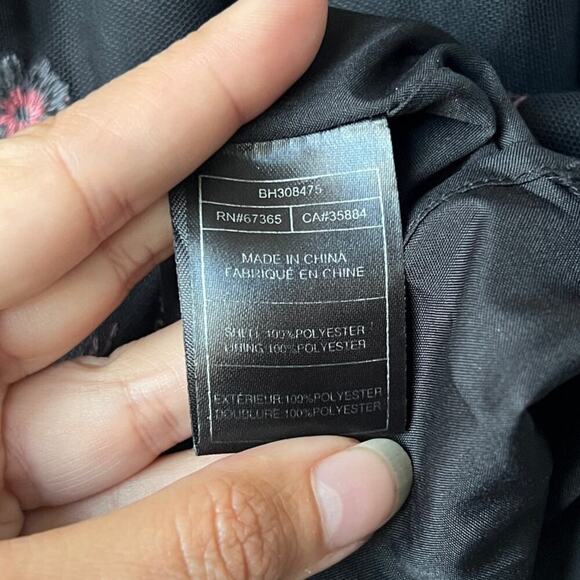 BH308475
RN#67365 CA#35884
MADE IN CHINA
FABRIQUÉ EN CHINE
SHELL:100%POLYESTER
LINING:100%POLYESTER
EXTÉRIEUR:100%POLYESTER
DOUBLURE:100%POLYESTER